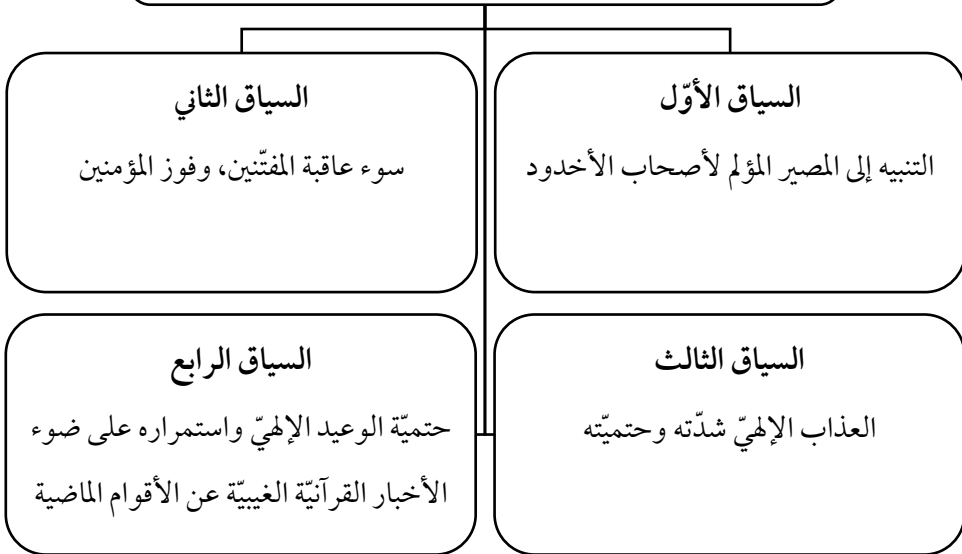 السياق الأوّل
التنبيه إلى المصير المؤلم لأصحاب الأخدود
السياق الثاني
سوء عاقبة المفتّنين، وفوز المؤمنين
السياق الثالث
العذاب الإلهيّ شدّته وحتميّته
السياق الرابع
حتميّة الوعيد الإلهيّ واستمراره على ضوء
الأخبار القرآنيّة الغيبيّة عن الأقوام الماضية